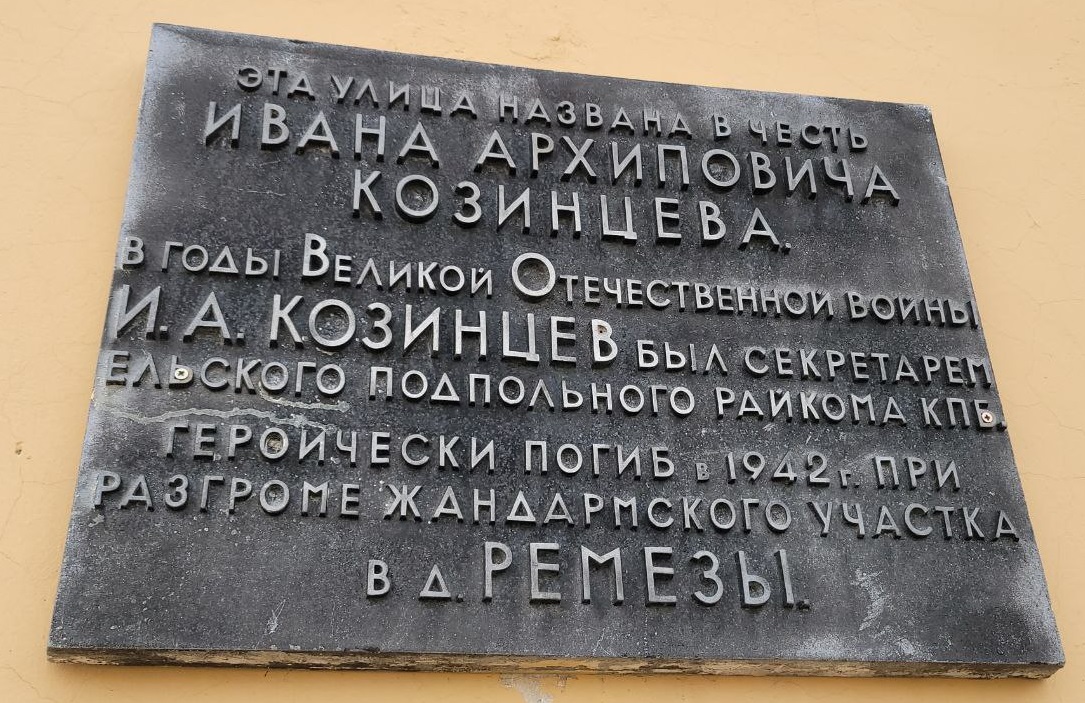 ЭТА УЛИЦА НАЗВАНА В ЧЕСТЬ
ИВАНА АРХИПОВИЧА
КОЗИНЦЕВА.
В ГОДЫ ВЕЛИКОЙ ОТЕЧЕСТВЕННОЙ ВОЙНЫ
И. А. КОЗИНЦЕВ БЫЛ СЕКРЕТАРЕМ
ЕЛЬСКОГО ПОДПОЛЬНОГО РАЙКОМА КПБ.
ГЕРОИЧЕСКИ ПОГИБ В 1942 г. ПРИ
РАЗГРОМЕ ЖАНДАРМСКОГО УЧАСТКА
В Д. РЕМЕЗЫ.